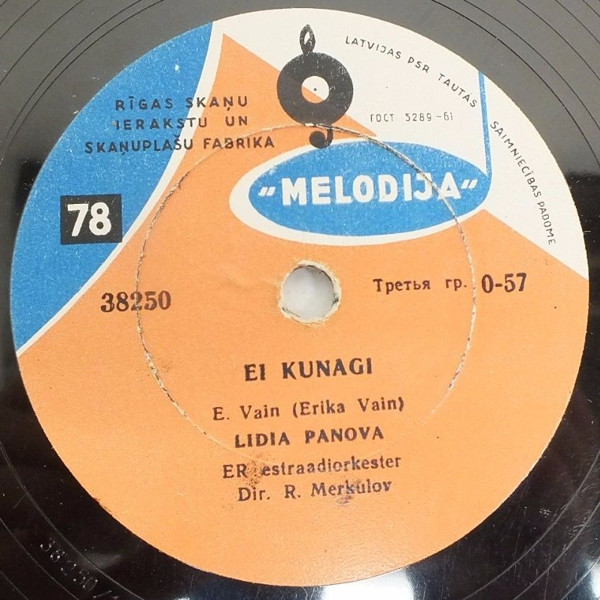 RĪGAS SKAŅU
IERAKSTU UN
SKAŅUPLAŠU FABRIKA
LATVIJAS PSR TAUTAS
SAIMNIECĪBAS PADOME
ГОСТ 5289-61
"MELODIJA"
78
38250
Третья гр. 0-57
EI KUNAGI
E. Vain (Erika Vain)
LIDIA PANOVA
ER estraadiorkester
Dir. R. Merkulov